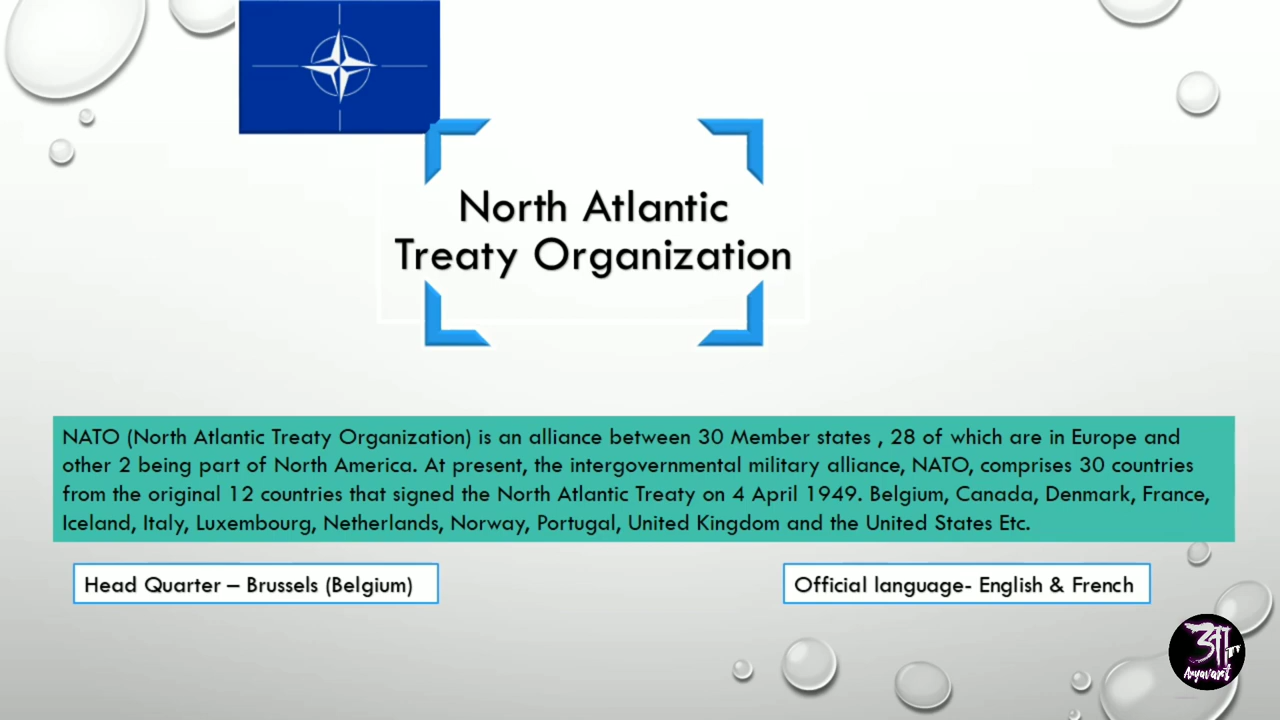 North Atlantic
Treaty Organization
NATO (North Atlantic Treaty Organization) is an alliance between 30 Member states , 28 of which are in Europe and
other 2 being part of North America. At present, the intergovernmental military alliance, NATO, comprises 30 countries
from the original 12 countries that signed the North Atlantic Treaty on 4 April 1949. Belgium, Canada, Denmark, France,
Iceland, Italy, Luxembourg, Netherlands, Norway, Portugal, United Kingdom and the United States Etc.
Head Quarter – Brussels (Belgium)
Official language- English & French